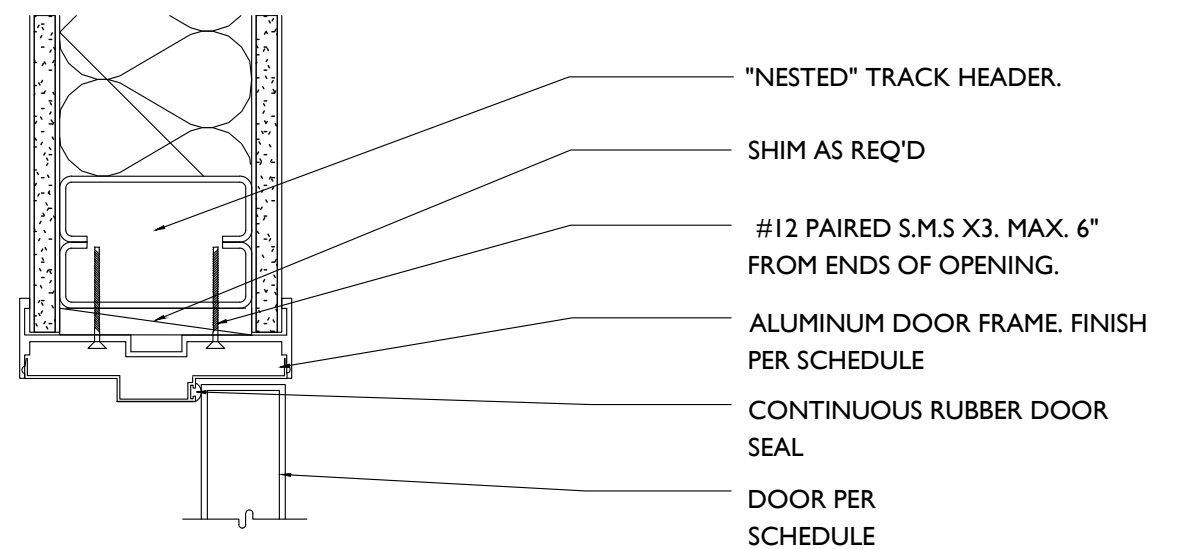 "NESTED" TRACK HEADER.
SHIM AS REQ'D
#12 PAIRED S.M.S X3. MAX. 6"
FROM ENDS OF OPENING.
ALUMINUM DOOR FRAME. FINISH
PER SCHEDULE
CONTINUOUS RUBBER DOOR
SEAL
DOOR PER
SCHEDULE